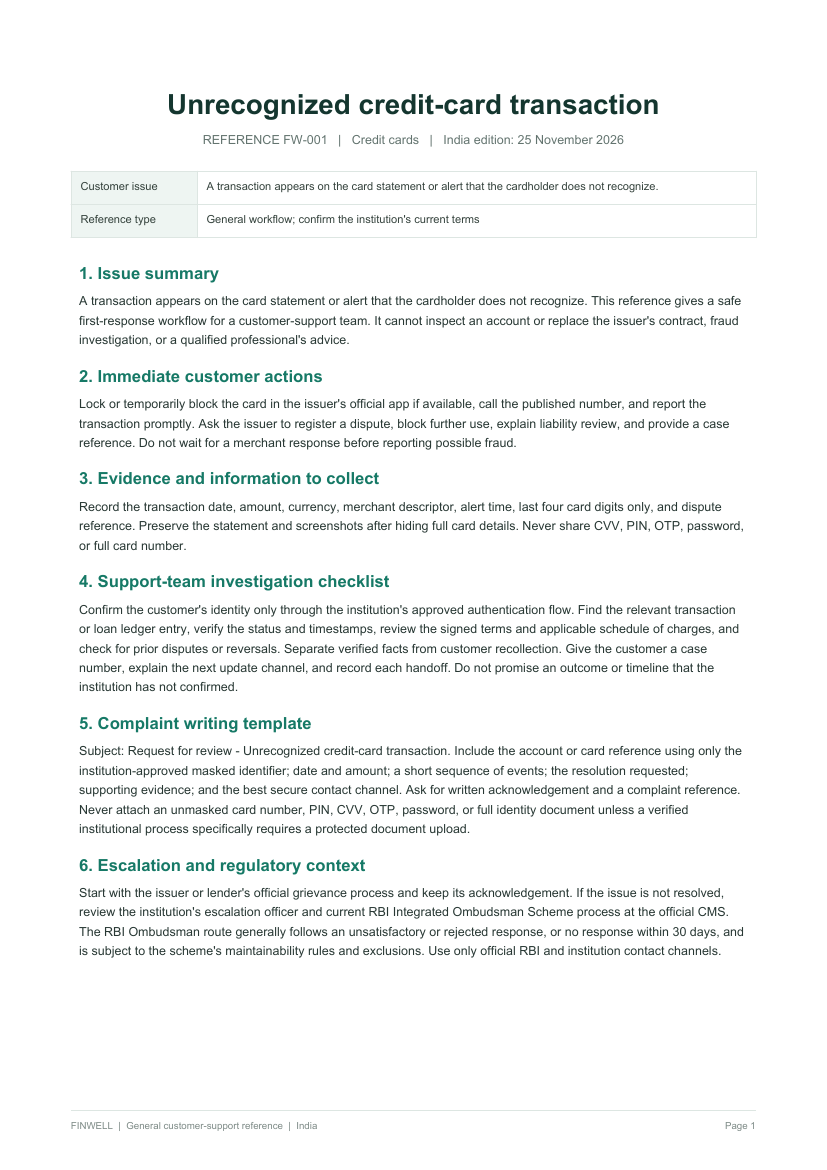 Unrecognized credit-card transaction
REFERENCE FW-001 | Credit cards | India edition: 25 November 2026
Customer issue A transaction appears on the card statement or alert that the cardholder does not recognize.
Reference type General workflow; confirm the institution's current terms
1. Issue summary
A transaction appears on the card statement or alert that the cardholder does not recognize. This reference gives a safe
first-response workflow for a customer-support team. It cannot inspect an account or replace the issuer's contract, fraud
investigation, or a qualified professional's advice.
2. Immediate customer actions
Lock or temporarily block the card in the issuer's official app if available, call the published number, and report the
transaction promptly. Ask the issuer to register a dispute, block further use, explain liability review, and provide a case
reference. Do not wait for a merchant response before reporting possible fraud.
3. Evidence and information to collect
Record the transaction date, amount, currency, merchant descriptor, alert time, last four card digits only, and dispute
reference. Preserve the statement and screenshots after hiding full card details. Never share CVV, PIN, OTP, password,
or full card number.
4. Support-team investigation checklist
Confirm the customer's identity only through the institution's approved authentication flow. Find the relevant transaction
or loan ledger entry, verify the status and timestamps, review the signed terms and applicable schedule of charges, and
check for prior disputes or reversals. Separate verified facts from customer recollection. Give the customer a case
number, explain the next update channel, and record each handoff. Do not promise an outcome or timeline that the
institution has not confirmed.
5. Complaint writing template
Subject: Request for review - Unrecognized credit-card transaction. Include the account or card reference using only the
institution-approved masked identifier; date and amount; a short sequence of events; the resolution requested;
supporting evidence; and the best secure contact channel. Ask for written acknowledgement and a complaint reference.
Never attach an unmasked card number, PIN, CVV, OTP, password, or full identity document unless a verified
institutional process specifically requires a protected document upload.
6. Escalation and regulatory context
Start with the issuer or lender's official grievance process and keep its acknowledgement. If the issue is not resolved,
review the institution's escalation officer and current RBI Integrated Ombudsman Scheme process at the official CMS.
The RBI Ombudsman route generally follows an unsatisfactory or rejected response, or no response within 30 days, and
is subject to the scheme's maintainability rules and exclusions. Use only official RBI and institution contact channels.
FINWELL | General customer-support reference | India Page 1